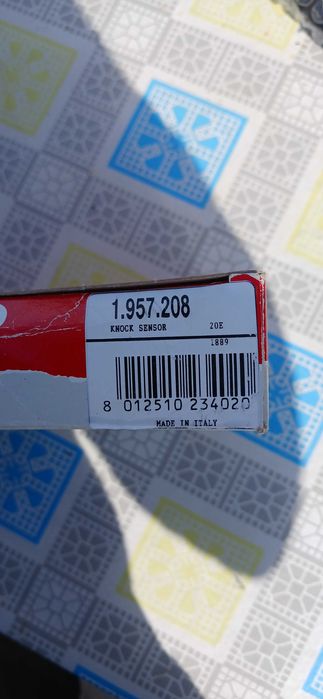 1.957.208
KNOCK SENSOR 20E
1889
8 012510 234020
MADE IN ITALY